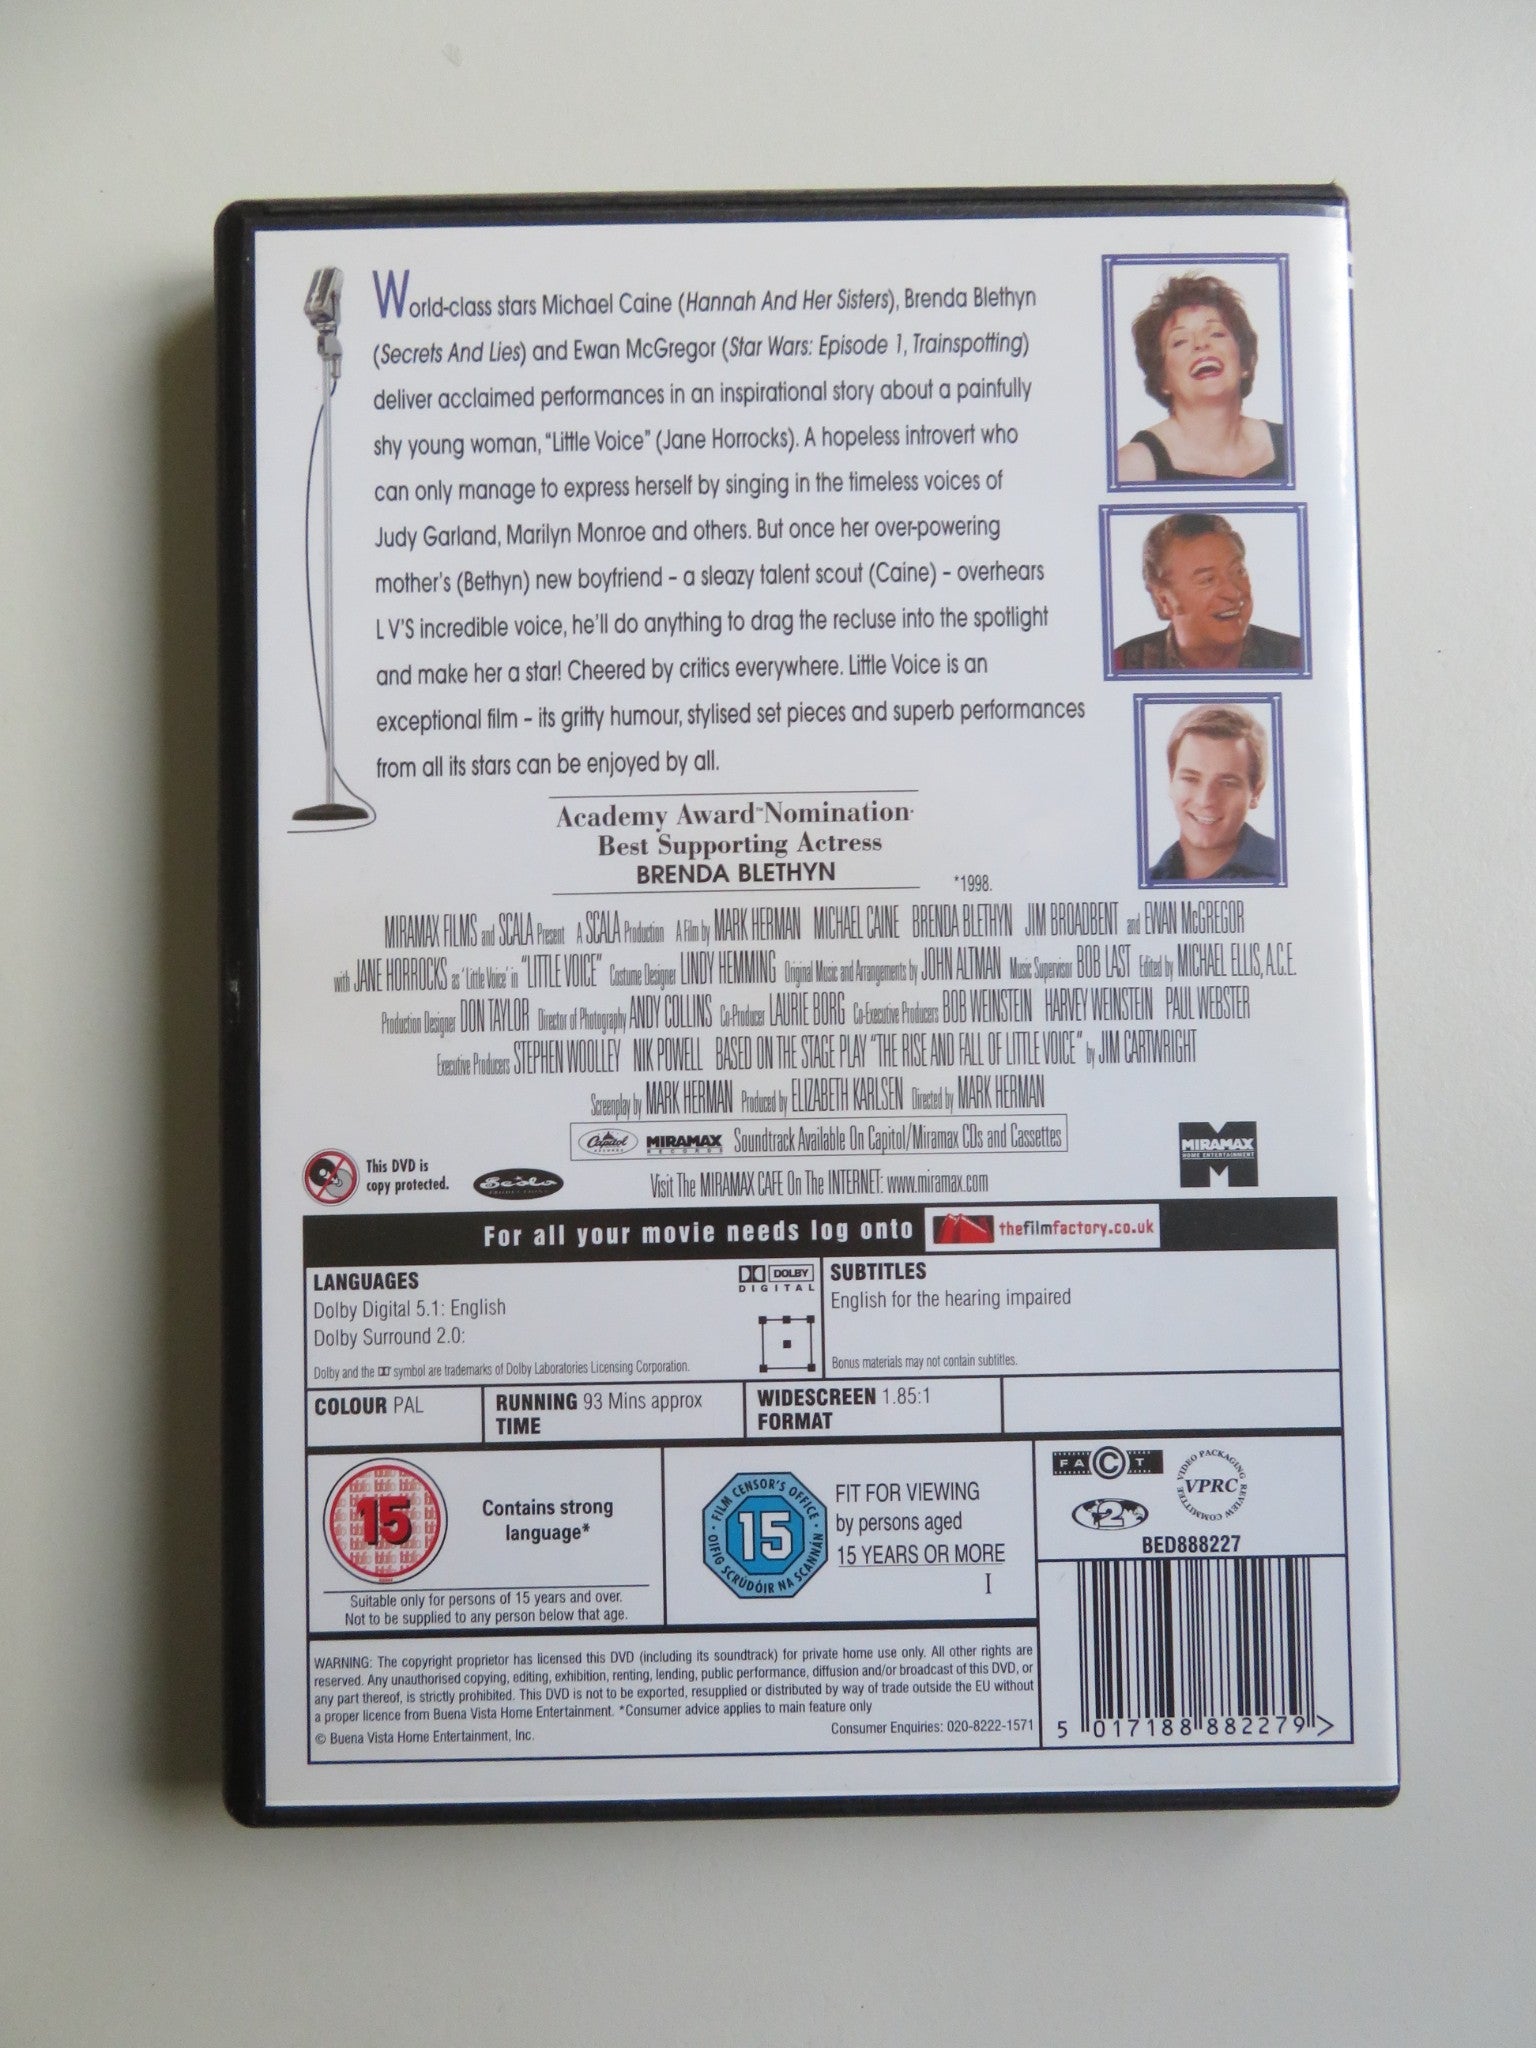 World-class stars Michael Caine (Hannah And Her Sisters), Brenda Blethyn
(Secrets And Lies) and Ewan McGregor (Star Wars: Episode 1, Trainspotting)
deliver acclaimed performances in an inspirational story about a painfully
shy young woman, "Little Voice" (Jane Horrocks). A hopeless introvert who
can only manage to express herself by singing in the timeless voices of
Judy Garland, Marilyn Monroe and others. But once her over-powering
mother's (Bethyn) new boyfriend – a sleazy talent scout (Caine) – overhears
L V'S incredible voice, he'll do anything to drag the recluse into the spotlight
and make her a star! Cheered by critics everywhere. Little Voice is an
exceptional film – its gritty humour, stylised set pieces and superb performances
from all its stars can be enjoyed by all.
Academy Award™ Nomination*
Best Supporting Actress
BRENDA BLETHYN
*1998.
MIRAMAX FILMS and SCALA Present A SCALA Production A Film by MARK HERMAN MICHAEL CAINE BRENDA BLETHYN JIM BROADBENT and EWAN McGREGOR
with JANE HORROCKS as 'Little Voice' in "LITTLE VOICE" Costume Designer LINDY HEMMING Original Music and Arrangements by JOHN ALTMAN Music Supervisor BOB LAST Edited by MICHAEL ELLIS, A.C.E.
Production Designer DON TAYLOR Director of Photography ANDY COLLINS Co-Producer LAURIE BORG Co-Executive Producers BOB WEINSTEIN HARVEY WEINSTEIN PAUL WEBSTER
Executive Producers STEPHEN WOOLLEY NIK POWELL BASED ON THE STAGE PLAY "THE RISE AND FALL OF LITTLE VOICE" by JIM CARTWRIGHT
Screenplay by MARK HERMAN Produced by ELIZABETH KARLSEN Directed by MARK HERMAN
Capitol RECORDS MIRAMAX RECORDS Soundtrack Available On Capitol/Miramax CDs and Cassettes
MIRAMAX
HOME ENTERTAINMENT
This DVD is
copy protected.
Scala
PRODUCTIONS
Visit The MIRAMAX CAFE On The INTERNET: www.miramax.com
For all your movie needs log onto thefilmfactory.co.uk
LANGUAGES
Dolby Digital 5.1: English
Dolby Surround 2.0:
Dolby and the DD symbol are trademarks of Dolby Laboratories Licensing Corporation.
DOLBY
DIGITAL
SUBTITLES
English for the hearing impaired
Bonus materials may not contain subtitles.
COLOUR PAL
RUNNING 93 Mins approx
TIME
WIDESCREEN 1.85:1
FORMAT
15
Contains strong
language*
Suitable only for persons of 15 years and over.
Not to be supplied to any person below that age.
FILM CENSOR'S OFFICE
15
OIFIG SCRÚDÓIR NA SCANNÁN
FIT FOR VIEWING
by persons aged
15 YEARS OR MORE
I
FACT
VIDEO PACKAGING REVIEW COMMITTEE
VPRC
2
BED888227
WARNING: The copyright proprietor has licensed this DVD (including its soundtrack) for private home use only. All other rights are
reserved. Any unauthorised copying, editing, exhibition, renting, lending, public performance, diffusion and/or broadcast of this DVD, or
any part thereof, is strictly prohibited. This DVD is not to be exported, resupplied or distributed by way of trade outside the EU without
a proper licence from Buena Vista Home Entertainment. *Consumer advice applies to main feature only
© Buena Vista Home Entertainment, Inc.
Consumer Enquiries: 020-8222-1571
5 017188 882279 >